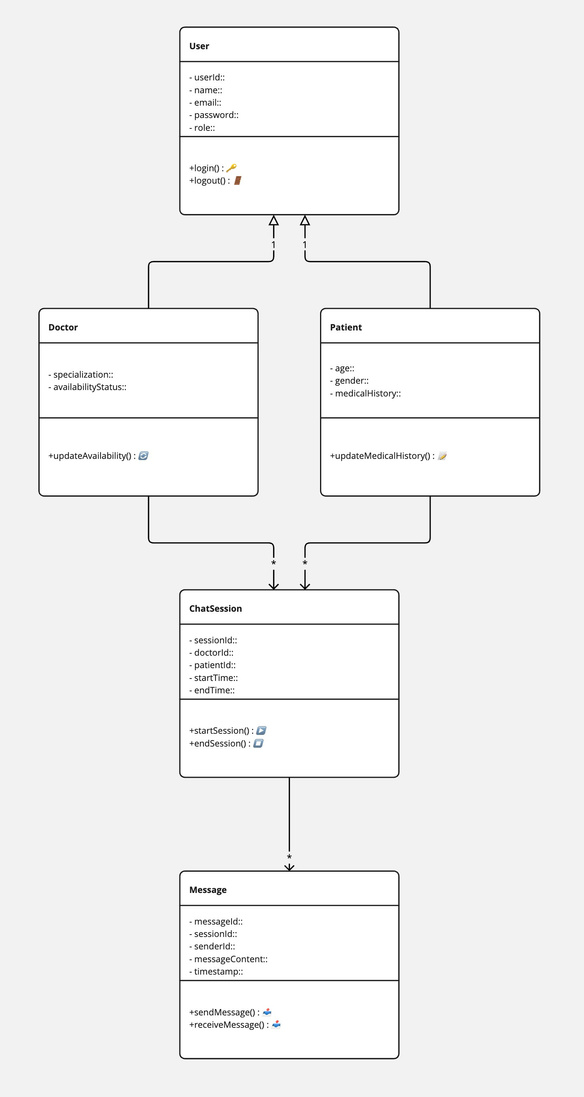 User
- userId::
- name::
- email::
- password::
- role::
+login() : 🔑
+logout() : 🚪
1
1
Doctor
- specialization::
- availabilityStatus::
+updateAvailability() : 🔄
Patient
- age::
- gender::
- medicalHistory::
+updateMedicalHistory() : 📝
*
*
ChatSession
- sessionId::
- doctorId::
- patientId::
- startTime::
- endTime::
+startSession() : ▶️
+endSession() : ⏹️
*
Message
- messageId::
- sessionId::
- senderId::
- messageContent::
- timestamp::
+sendMessage() : 📤
+receiveMessage() : 📥